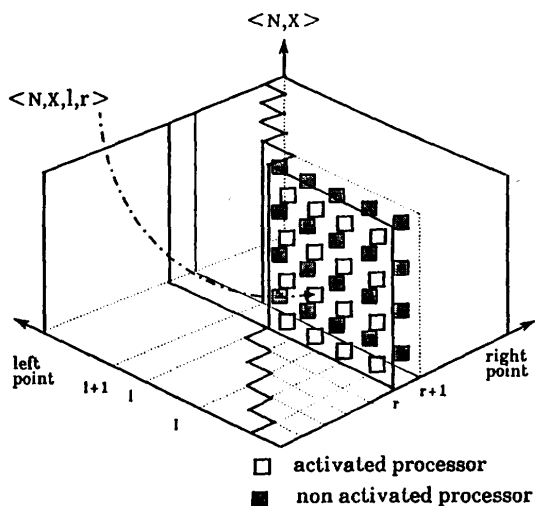 <N,X>
<N,X,l,r>
left point
right point
l+1
l
l
r
r+1
activated processor
non activated processor